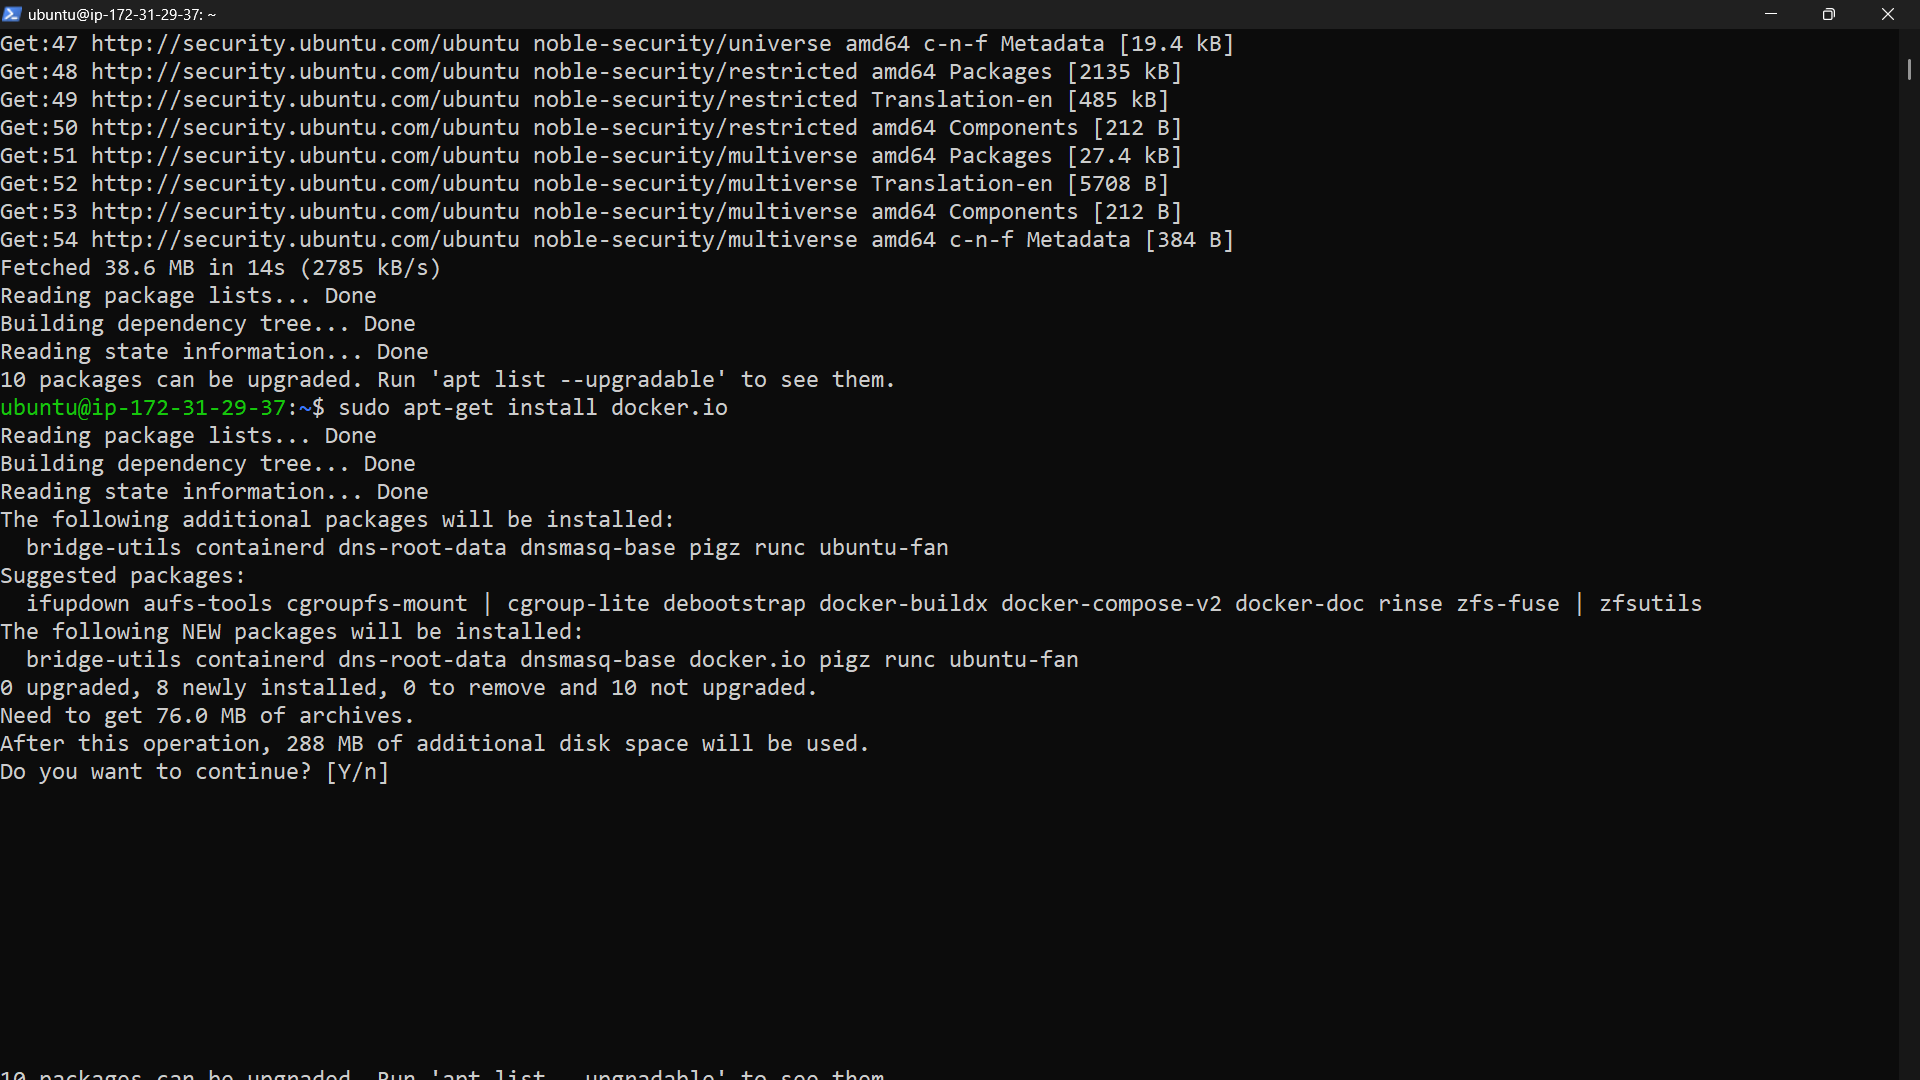 ubuntu@ip-172-31-29-37: ~
Get:47 http://security.ubuntu.com/ubuntu noble-security/universe amd64 c-n-f Metadata [19.4 kB]
Get:48 http://security.ubuntu.com/ubuntu noble-security/restricted amd64 Packages [2135 kB]
Get:49 http://security.ubuntu.com/ubuntu noble-security/restricted Translation-en [485 kB]
Get:50 http://security.ubuntu.com/ubuntu noble-security/restricted amd64 Components [212 B]
Get:51 http://security.ubuntu.com/ubuntu noble-security/multiverse amd64 Packages [27.4 kB]
Get:52 http://security.ubuntu.com/ubuntu noble-security/multiverse Translation-en [5708 B]
Get:53 http://security.ubuntu.com/ubuntu noble-security/multiverse amd64 Components [212 B]
Get:54 http://security.ubuntu.com/ubuntu noble-security/multiverse amd64 c-n-f Metadata [384 B]
Fetched 38.6 MB in 14s (2785 kB/s)
Reading package lists... Done
Building dependency tree... Done
Reading state information... Done
10 packages can be upgraded. Run 'apt list --upgradable' to see them.
ubuntu@ip-172-31-29-37:~$ sudo apt-get install docker.io
Reading package lists... Done
Building dependency tree... Done
Reading state information... Done
The following additional packages will be installed:
  bridge-utils containerd dns-root-data dnsmasq-base pigz runc ubuntu-fan
Suggested packages:
  ifupdown aufs-tools cgroupfs-mount | cgroup-lite debootstrap docker-buildx docker-compose-v2 docker-doc rinse zfs-fuse | zfsutils
The following NEW packages will be installed:
  bridge-utils containerd dns-root-data dnsmasq-base docker.io pigz runc ubuntu-fan
0 upgraded, 8 newly installed, 0 to remove and 10 not upgraded.
Need to get 76.0 MB of archives.
After this operation, 288 MB of additional disk space will be used.
Do you want to continue? [Y/n]
10 packages can be upgraded. Run 'apt list --upgradable' to see them.